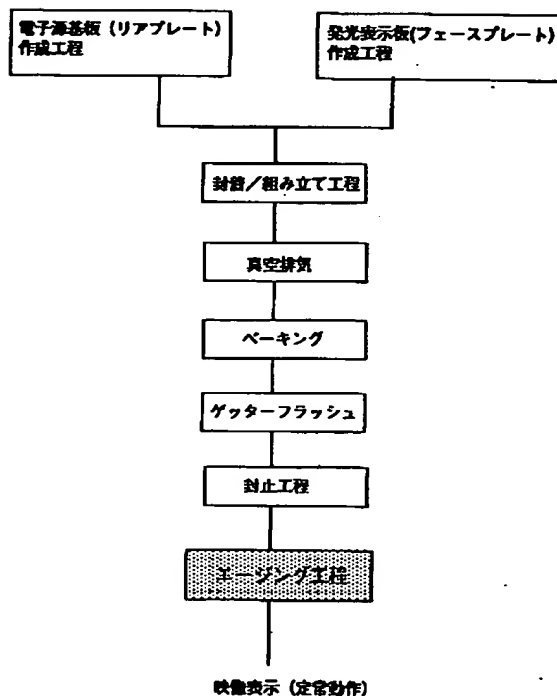 電子源基板（リアプレート）
作成工程
発光表示板(フェースプレート)
作成工程
封着／組み立て工程
真空排気
ベーキング
ゲッターフラッシュ
封止工程
エージング工程
映像表示（定常動作）